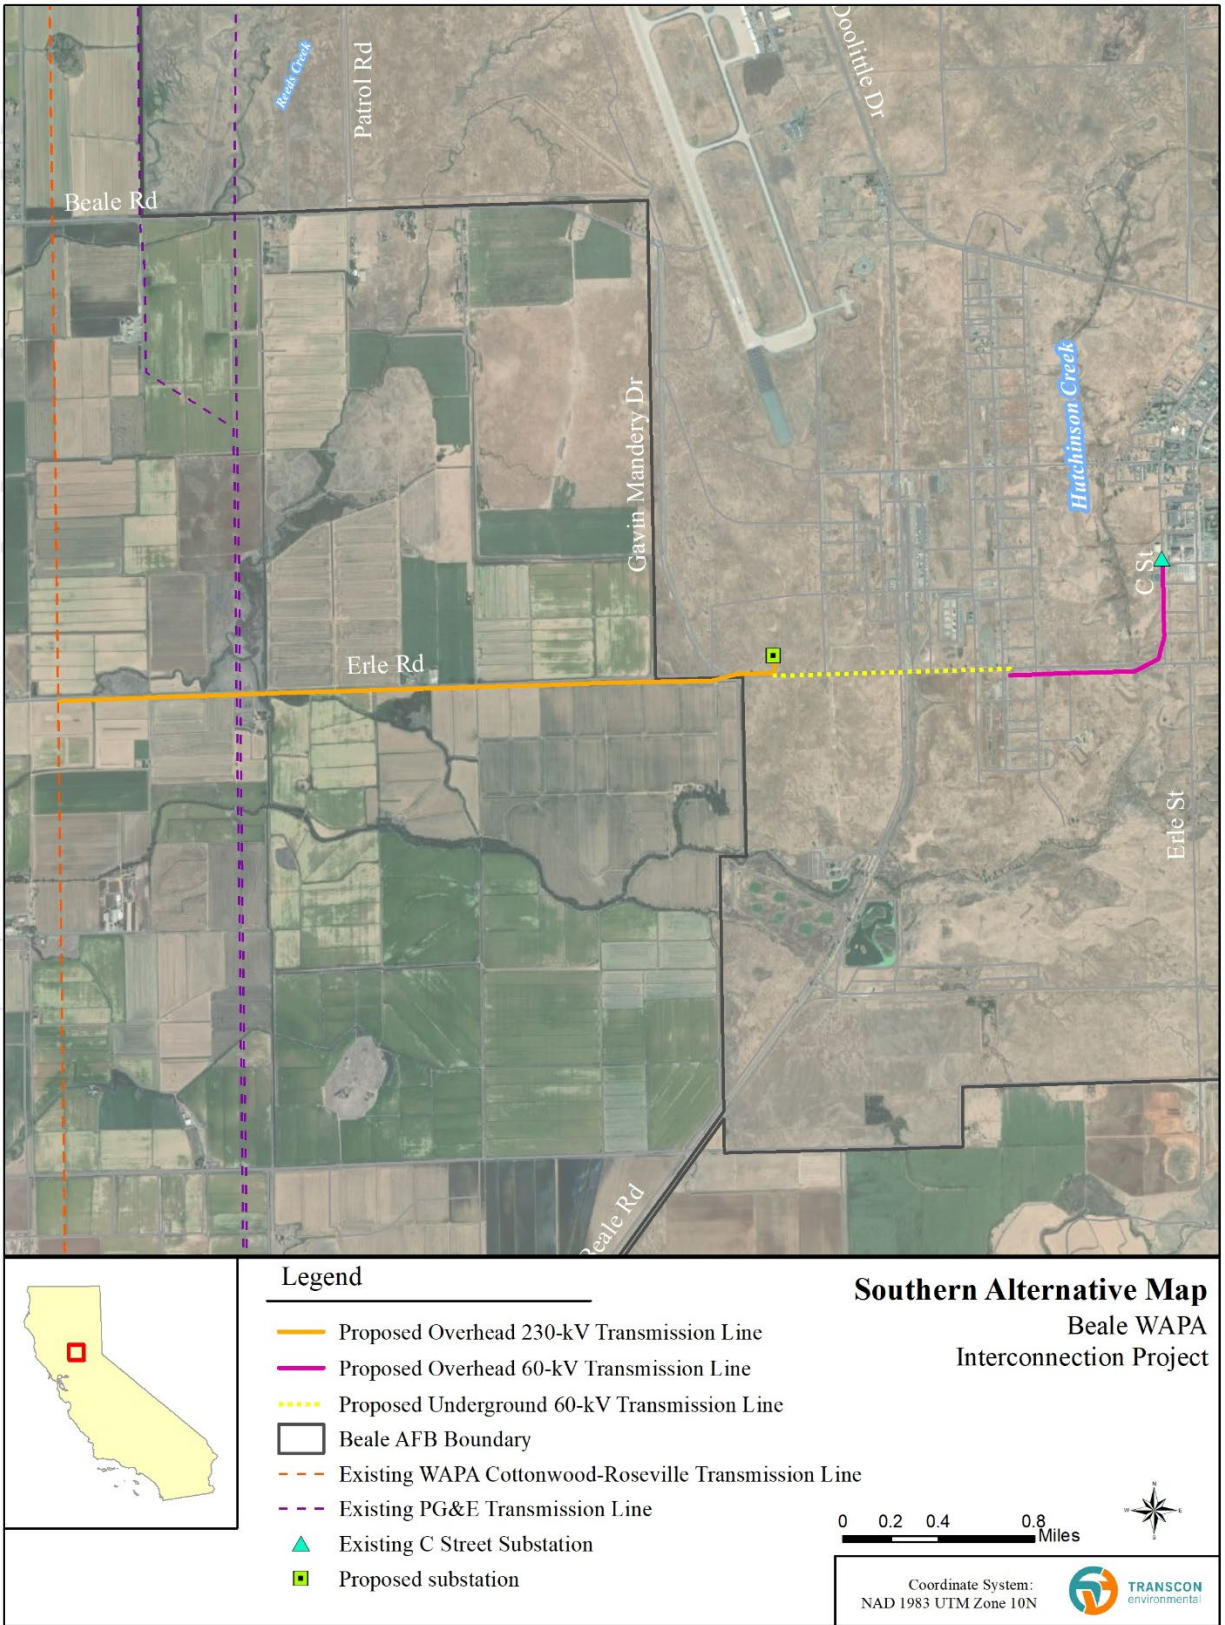 Reeds Creek
Patrol Rd
Doolittle Dr
Beale Rd
Hutchinson Creek
Gavin Mandery Dr
C St
Erle Rd
Erle St
Beale Rd
Legend
Proposed Overhead 230-kV Transmission Line
Proposed Overhead 60-kV Transmission Line
Proposed Underground 60-kV Transmission Line
Beale AFB Boundary
Existing WAPA Cottonwood-Roseville Transmission Line
Existing PG&E Transmission Line
Existing C Street Substation
Proposed substation
Southern Alternative Map
Beale WAPA
Interconnection Project
N
W E
S
0 0.2 0.4 0.8
Miles
Coordinate System:
NAD 1983 UTM Zone 10N
TRANSCON
environmental